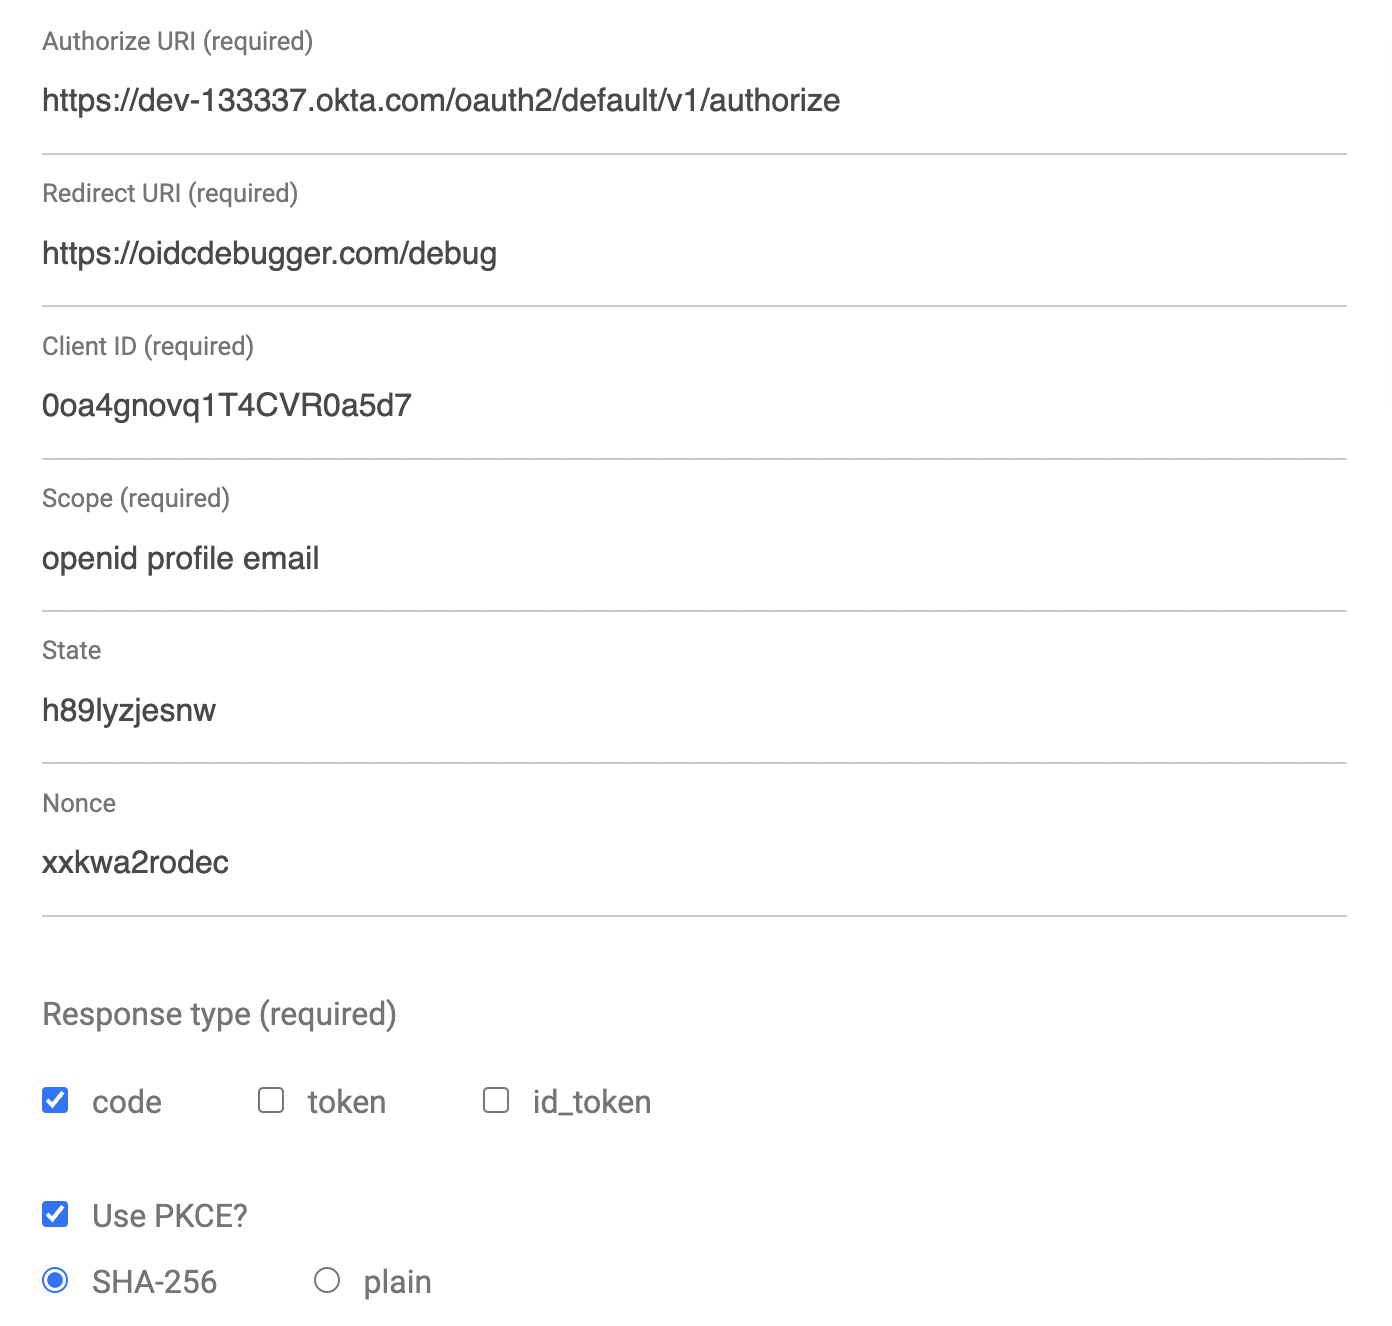 Authorize URI (required)
https://dev-133337.okta.com/oauth2/default/v1/authorize
Redirect URI (required)
https://oidcdebugger.com/debug
Client ID (required)
0oa4gnovq1T4CVR0a5d7
Scope (required)
openid profile email
State
h89lyzjesnw
Nonce
xxkwa2rodec
Response type (required)
code token id_token
Use PKCE?
SHA-256 plain